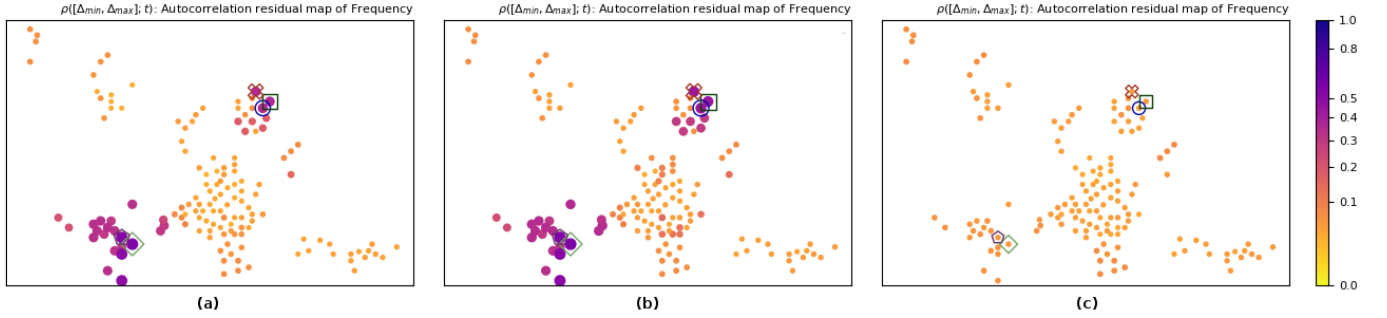 ρ([Δmin, Δmax]; t): Autocorrelation residual map of Frequency
ρ([Δmin, Δmax]; t): Autocorrelation residual map of Frequency
ρ([Δmin, Δmax]; t): Autocorrelation residual map of Frequency
1.0
0.8
0.5
0.4
0.3
0.2
0.1
0.0
(a)
(b)
(c)